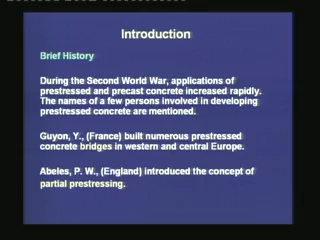 Introduction
Brief History
During the Second World War, applications of
prestressed and precast concrete increased rapidly.
The names of a few persons involved in developing
prestressed concrete are mentioned.
Guyon, Y., (France) built numerous prestressed
concrete bridges in western and central Europe.
Abeles, P. W., (England) introduced the concept of
partial prestressing.